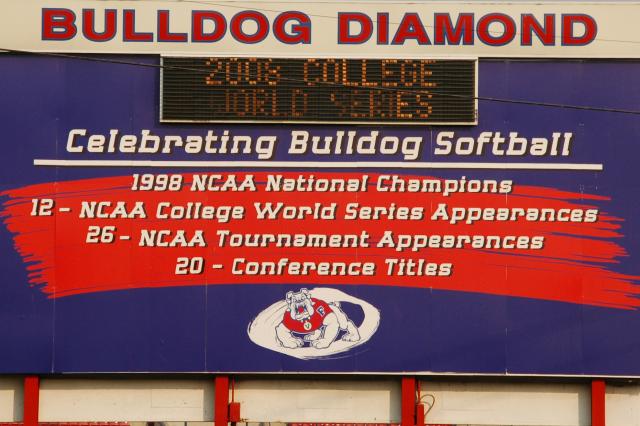 BULLDOG DIAMOND
2008 COLLEGE
WORLD SERIES
Celebrating Bulldog Softball
1998 NCAA National Champions
12 - NCAA College World Series Appearances
26 - NCAA Tournament Appearances
20 - Conference Titles